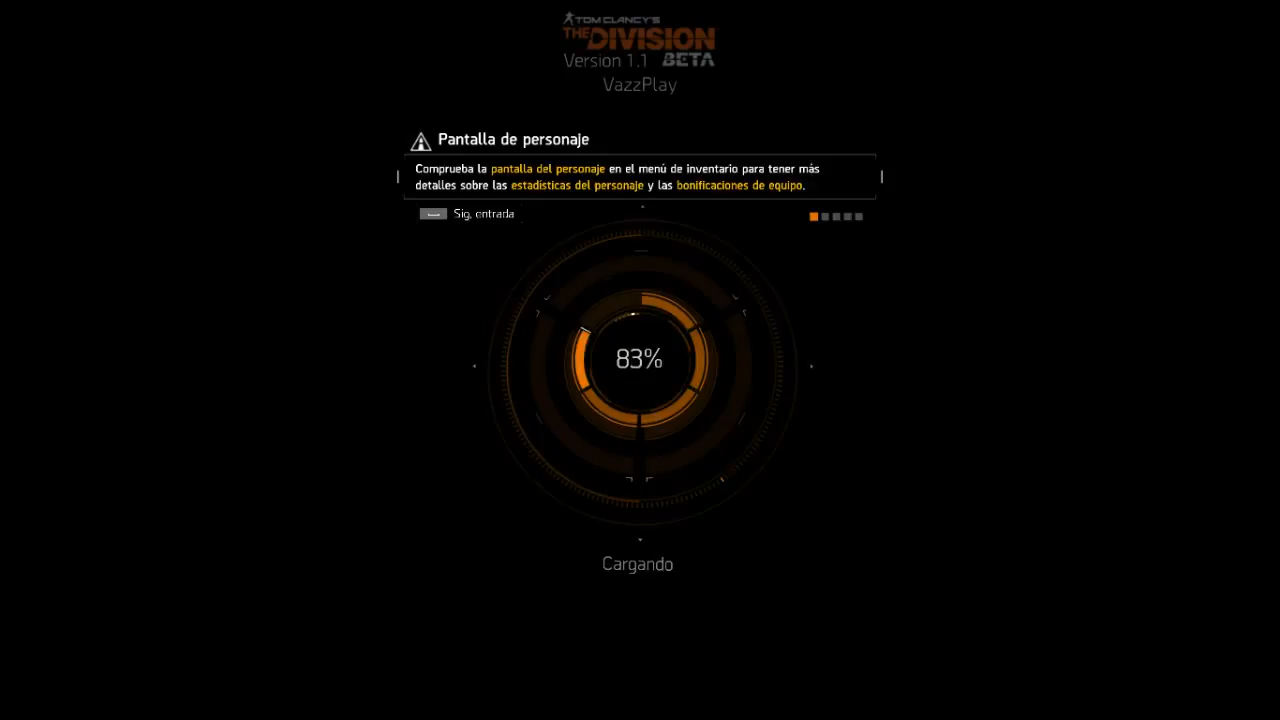 TOM CLANCY'S
THE DIVISION
Version 1.1 BETA
VazzPlay
Pantalla de personaje
Comprueba la pantalla del personaje en el menú de inventario para tener más
detalles sobre las estadísticas del personaje y las bonificaciones de equipo.
Sig. entrada
83%
Cargando